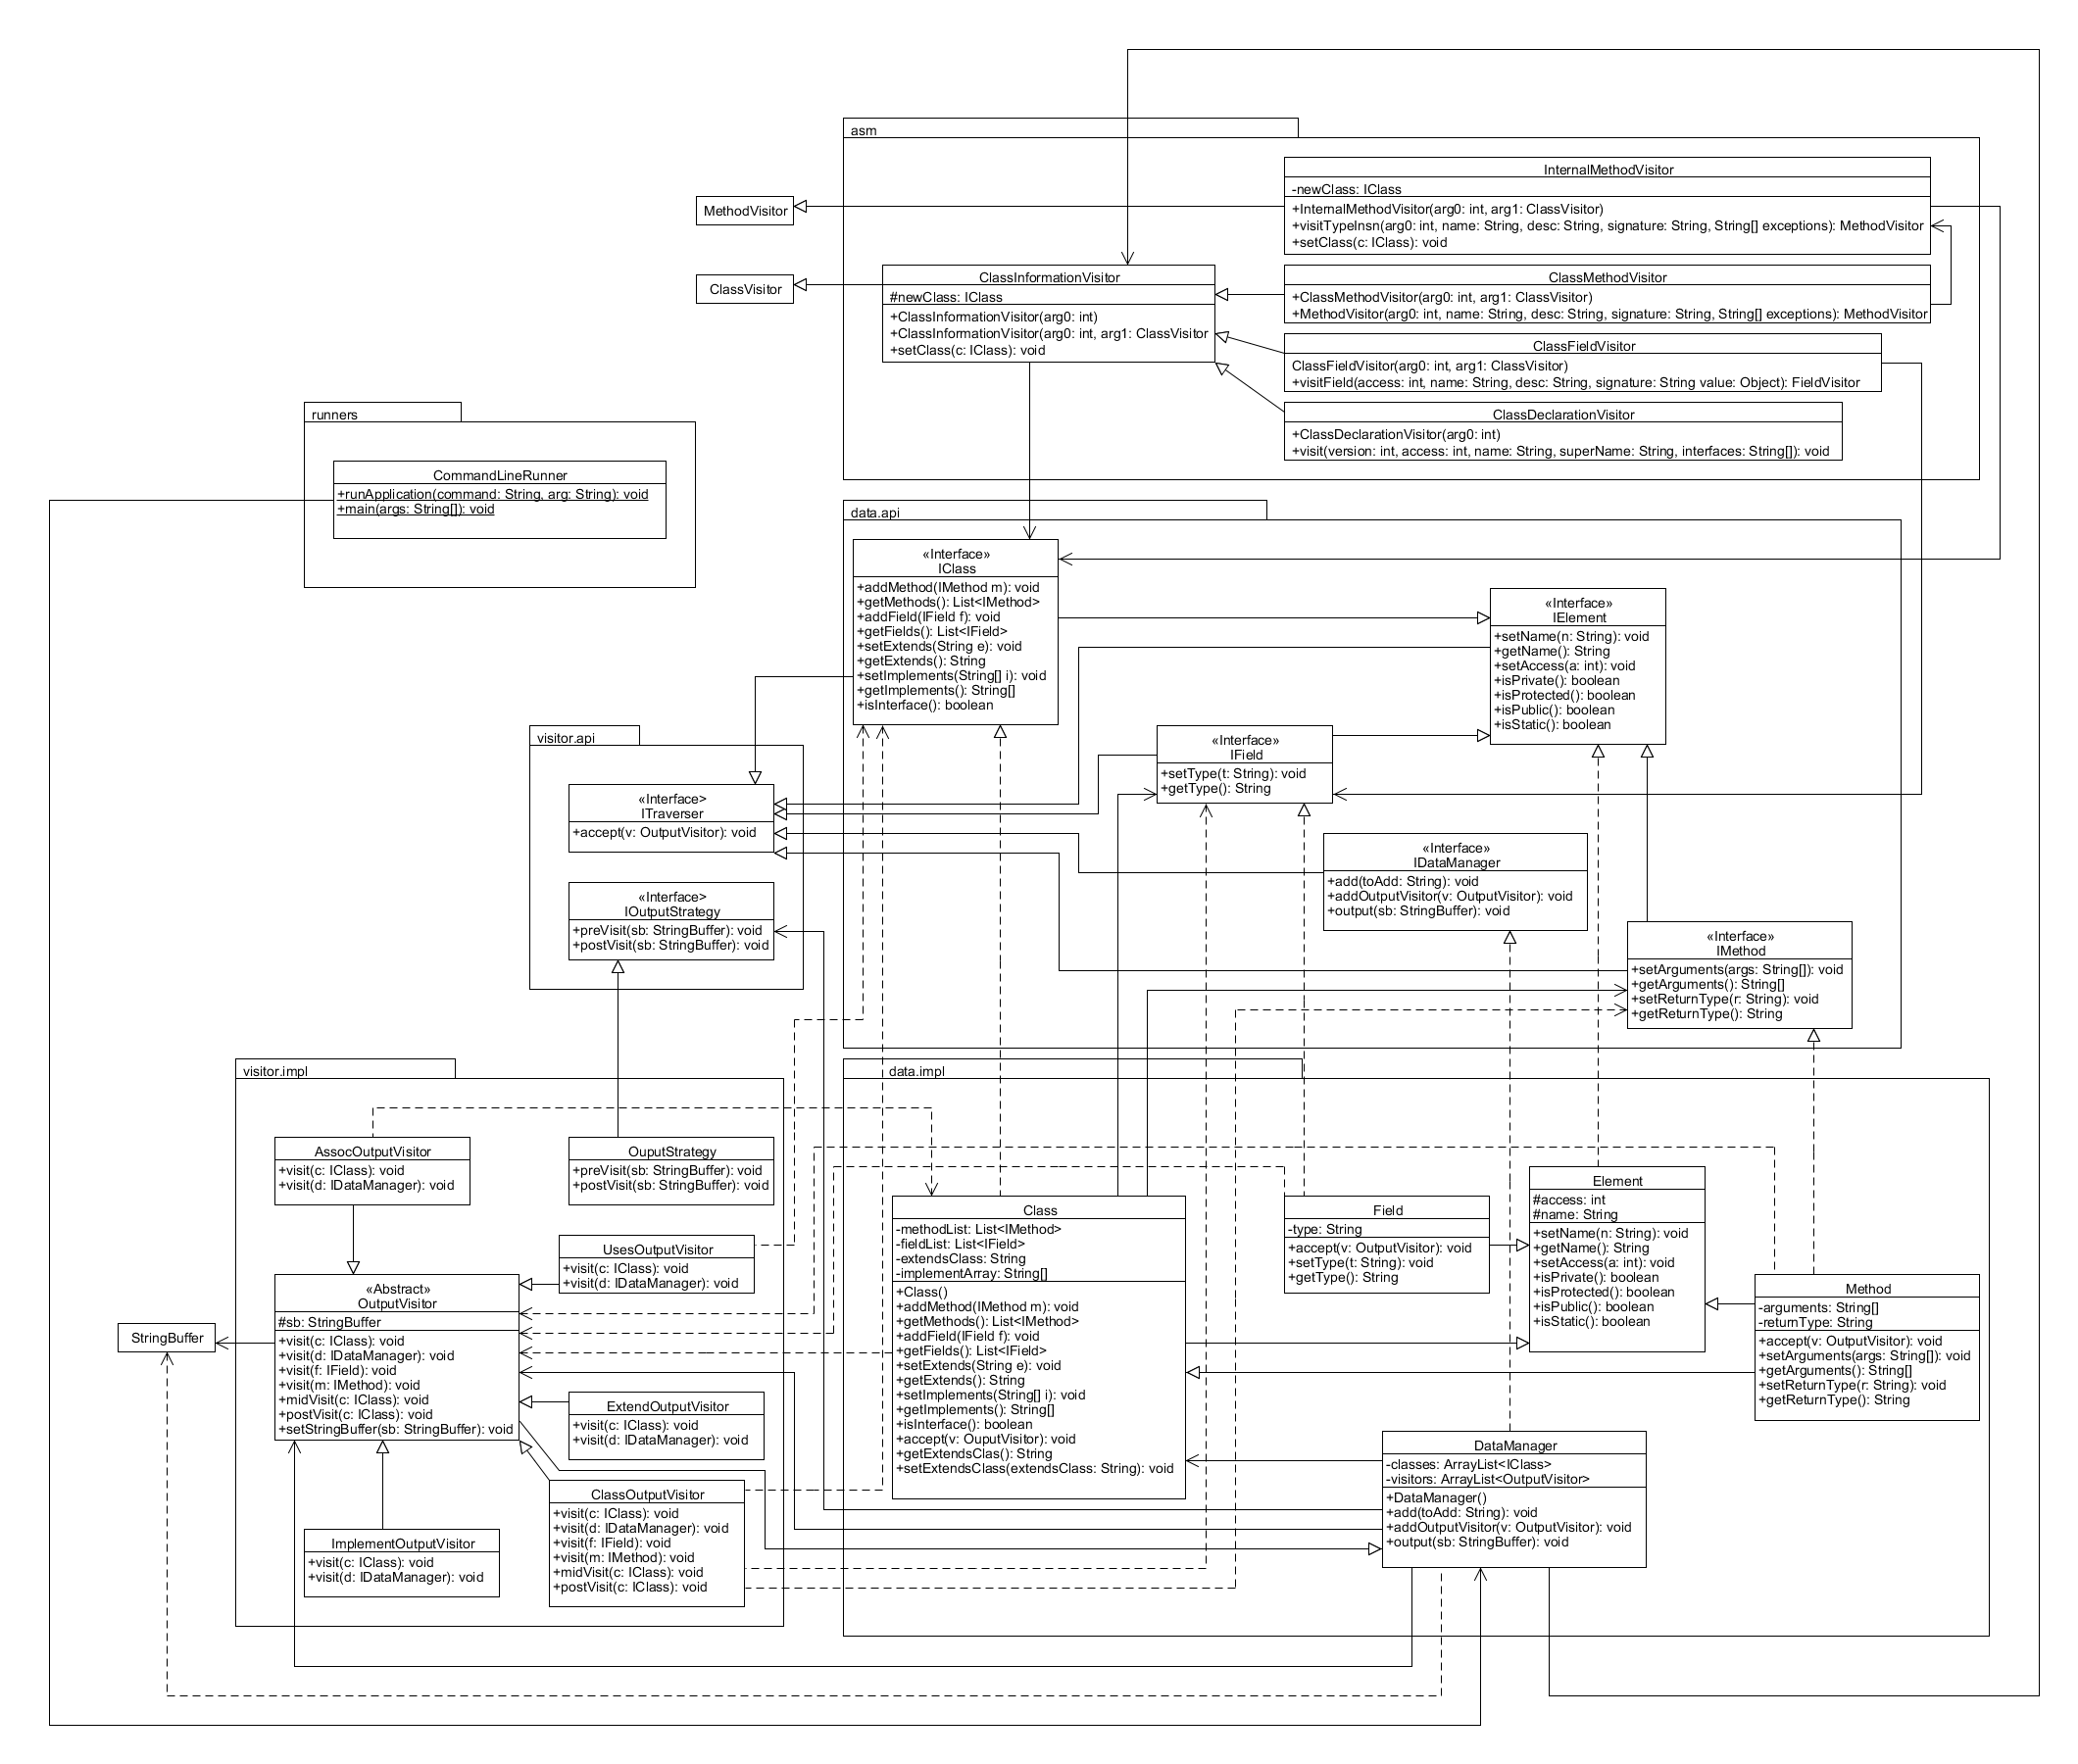 asm
InternalMethodVisitor
-newClass: IClass
+InternalMethodVisitor(arg0: int, arg1: ClassVisitor)
+visitTypeInsn(arg0: int, name: String, desc: String, signature: String, String[] exceptions): MethodVisitor
+setClass(c: IClass): void
MethodVisitor
ClassVisitor
ClassInformationVisitor
#newClass: IClass
+ClassInformationVisitor(arg0: int)
+ClassInformationVisitor(arg0: int, arg1: ClassVisitor
+setClass(c: IClass): void
ClassMethodVisitor
+ClassMethodVisitor(arg0: int, arg1: ClassVisitor)
+MethodVisitor(arg0: int, name: String, desc: String, signature: String, String[] exceptions): MethodVisitor
ClassFieldVisitor
ClassFieldVisitor(arg0: int, arg1: ClassVisitor)
+visitField(access: int, name: String, desc: String, signature: String value: Object): FieldVisitor
ClassDeclarationVisitor
+ClassDeclarationVisitor(arg0: int)
+visit(version: int, access: int, name: String, superName: String, interfaces: String[]): void
runners
CommandLineRunner
+runApplication(command: String, arg: String): void
+main(args: String[]): void
data.api
«Interface»
IClass
+addMethod(IMethod m): void
+getMethods(): List<IMethod>
+addField(IField f): void
+getFields(): List<IField>
+setExtends(String e): void
+getExtends(): String
+setImplements(String[] i): void
+getImplements(): String[]
+isInterface(): boolean
«Interface»
IElement
+setName(n: String): void
+getName(): String
+setAccess(a: int): void
+isPrivate(): boolean
+isProtected(): boolean
+isPublic(): boolean
+isStatic(): boolean
«Interface»
IField
+setType(t: String): void
+getType(): String
«Interface»
IDataManager
+add(toAdd: String): void
+addOutputVisitor(v: OutputVisitor): void
+output(sb: StringBuffer): void
«Interface»
IMethod
+setArguments(args: String[]): void
+getArguments(): String[]
+setReturnType(r: String): void
+getReturnType(): String
visitor.api
«Interface>
ITraverser
+accept(v: OutputVisitor): void
«Interface>
IOutputStrategy
+preVisit(sb: StringBuffer): void
+postVisit(sb: StringBuffer): void
visitor.impl
AssocOutputVisitor
+visit(c: IClass): void
+visit(d: IDataManager): void
OuputStrategy
+preVisit(sb: StringBuffer): void
+postVisit(sb: StringBuffer): void
UsesOutputVisitor
+visit(c: IClass): void
+visit(d: IDataManager): void
«Abstract»
OutputVisitor
#sb: StringBuffer
+visit(c: IClass): void
+visit(d: IDataManager): void
+visit(f: IField): void
+visit(m: IMethod): void
+midVisit(c: IClass): void
+postVisit(c: IClass): void
+setStringBuffer(sb: StringBuffer): void
StringBuffer
ExtendOutputVisitor
+visit(c: IClass): void
+visit(d: IDataManager): void
ClassOutputVisitor
+visit(c: IClass): void
+visit(d: IDataManager): void
+visit(f: IField): void
+visit(m: IMethod): void
+midVisit(c: IClass): void
+postVisit(c: IClass): void
ImplementOutputVisitor
+visit(c: IClass): void
+visit(d: IDataManager): void
data.impl
Class
-methodList: List<IMethod>
-fieldList: List<IField>
-extendsClass: String
-implementArray: String[]
+Class()
+addMethod(IMethod m): void
+getMethods(): List<IMethod>
+addField(IField f): void
+getFields(): List<IField>
+setExtends(String e): void
+getExtends(): String
+setImplements(String[] i): void
+getImplements(): String[]
+isInterface(): boolean
+accept(v: OuputVisitor): void
+getExtendsClas(): String
+setExtendsClass(extendsClass: String): void
Field
-type: String
+accept(v: OutputVisitor): void
+setType(t: String): void
+getType(): String
Element
#access: int
#name: String
+setName(n: String): void
+getName(): String
+setAccess(a: int): void
+isPrivate(): boolean
+isProtected(): boolean
+isPublic(): boolean
+isStatic(): boolean
Method
-arguments: String[]
-returnType: String
+accept(v: OutputVisitor): void
+setArguments(args: String[]): void
+getArguments(): String[]
+setReturnType(r: String): void
+getReturnType(): String
DataManager
-classes: ArrayList<IClass>
-visitors: ArrayList<OutputVisitor>
+DataManager()
+add(toAdd: String): void
+addOutputVisitor(v: OutputVisitor): void
+output(sb: StringBuffer): void